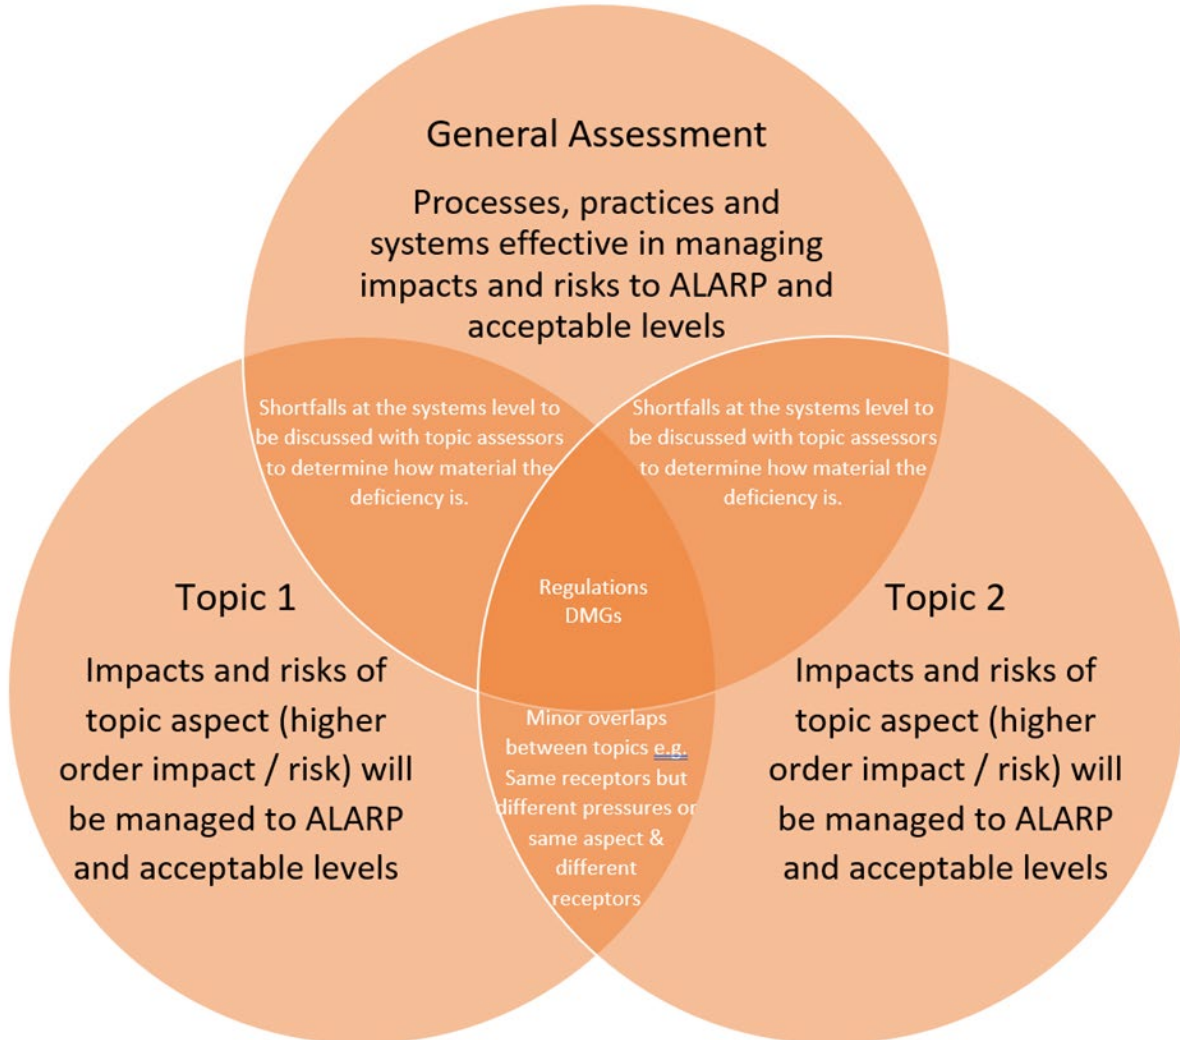 General Assessment
Processes, practices and
systems effective in managing
impacts and risks to ALARP and
acceptable levels
Shortfalls at the systems level to
be discussed with topic assessors
to determine how material the
deficiency is.
Shortfalls at the systems level to
be discussed with topic assessors
to determine how material the
deficiency is.
Topic 1
Impacts and risks of
topic aspect (higher
order impact / risk) will
be managed to ALARP
and acceptable levels
Regulations
DMGs
Topic 2
Impacts and risks of
topic aspect (higher
order impact / risk) will
be managed to ALARP
and acceptable levels
Minor overlaps
between topics e.g.
Same receptors but
different pressures or
same aspect &
different
receptors